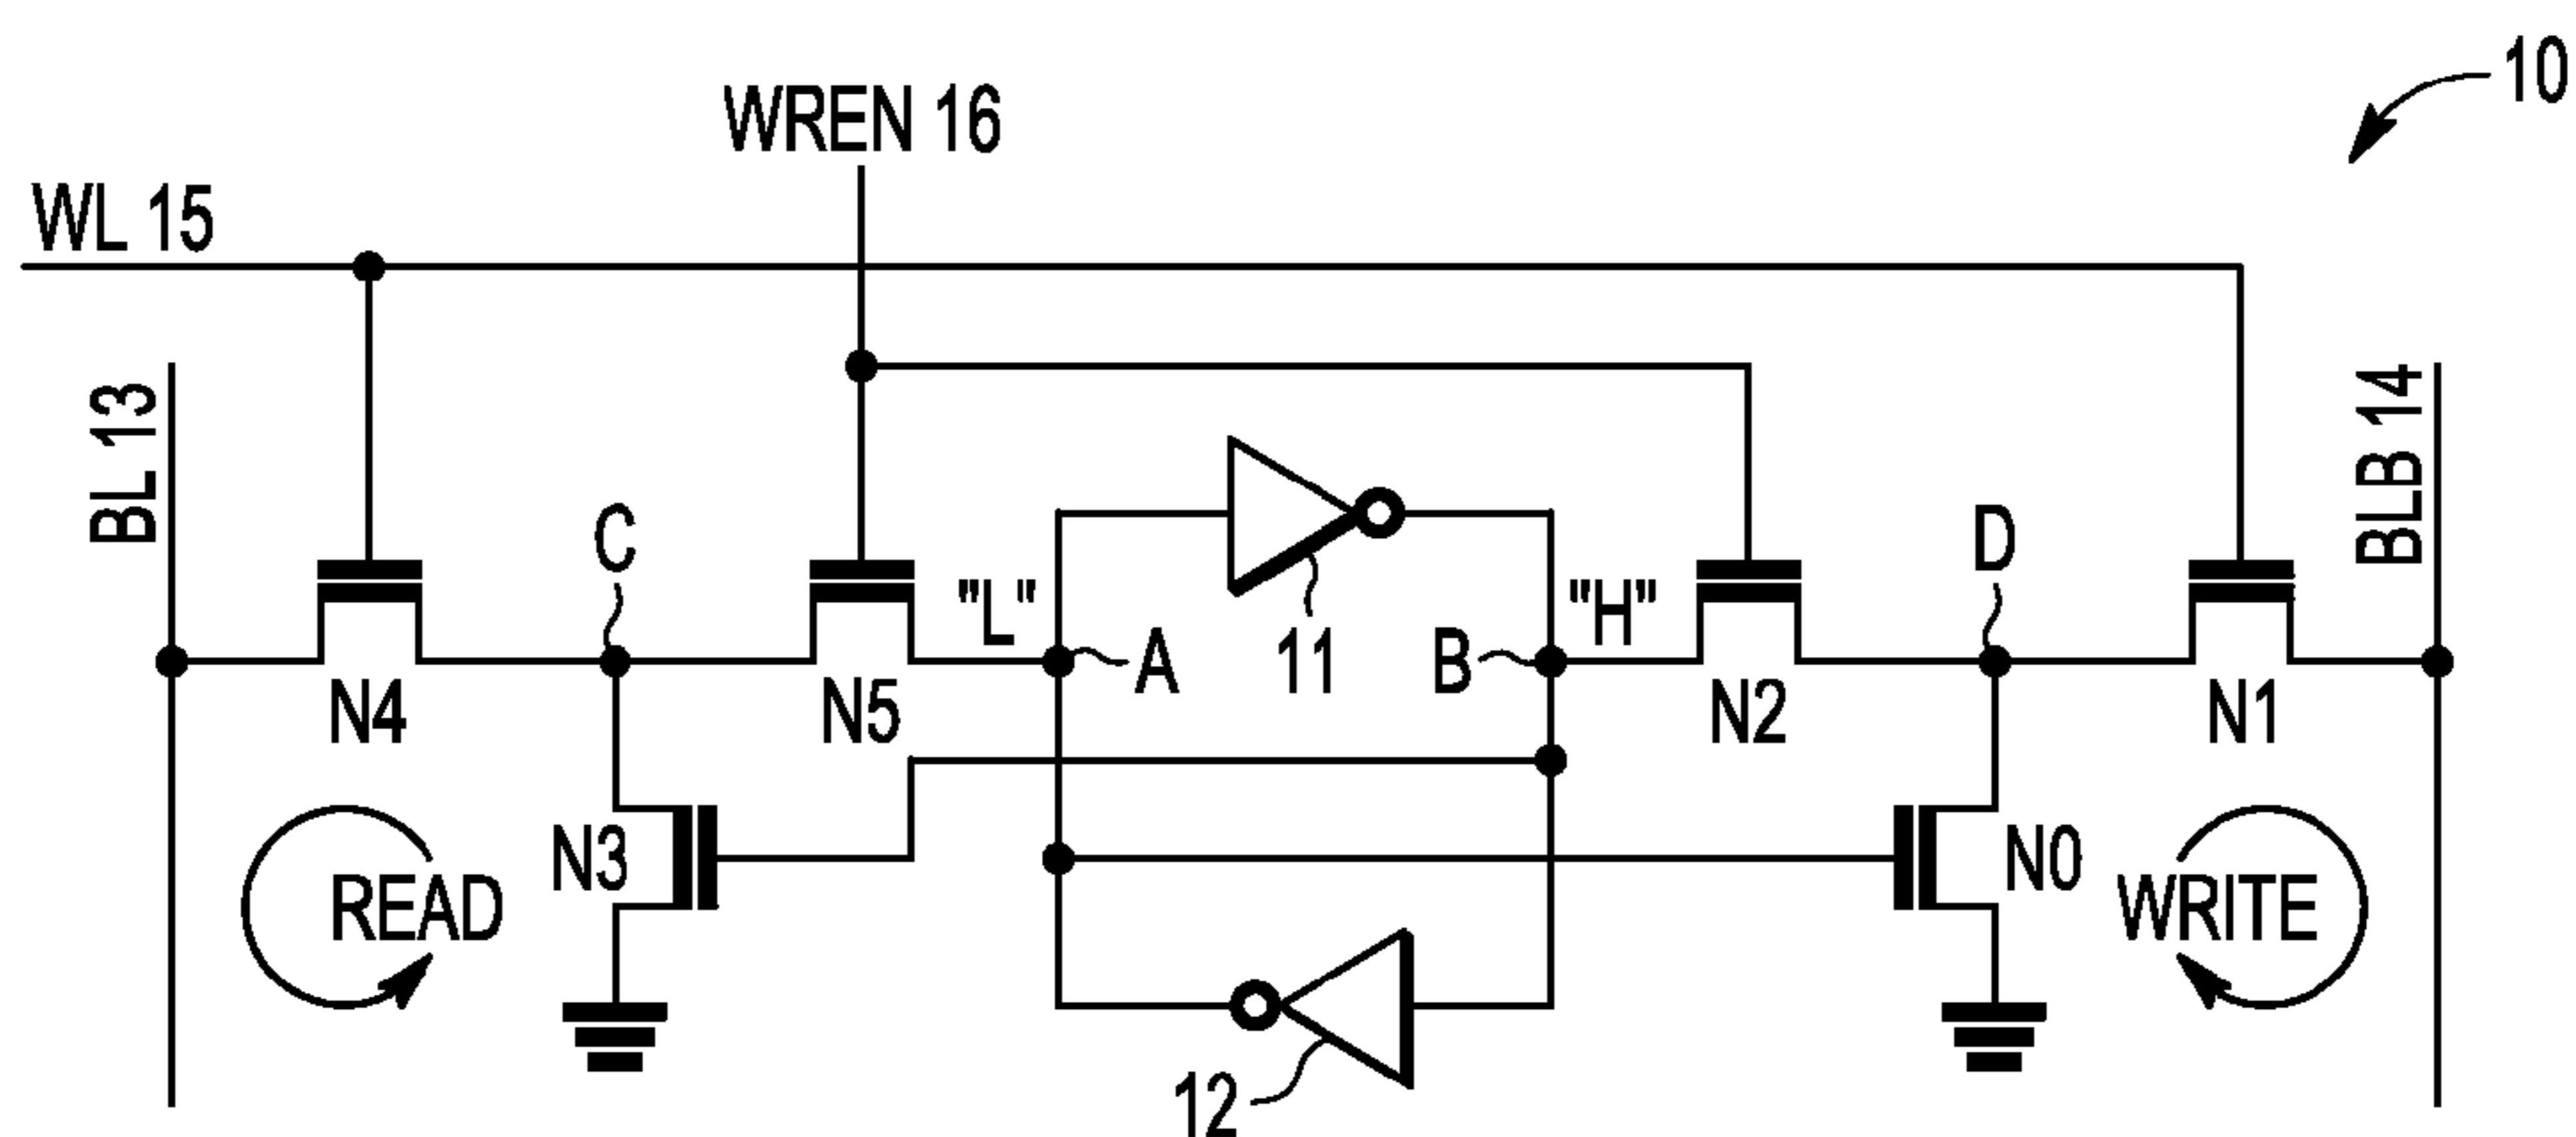 10
WREN 16
WL 15
BL 13
BLB 14
C
D
"L"
"H"
A
11
B
N4
N5
N2
N1
N3
N0
READ
WRITE
12